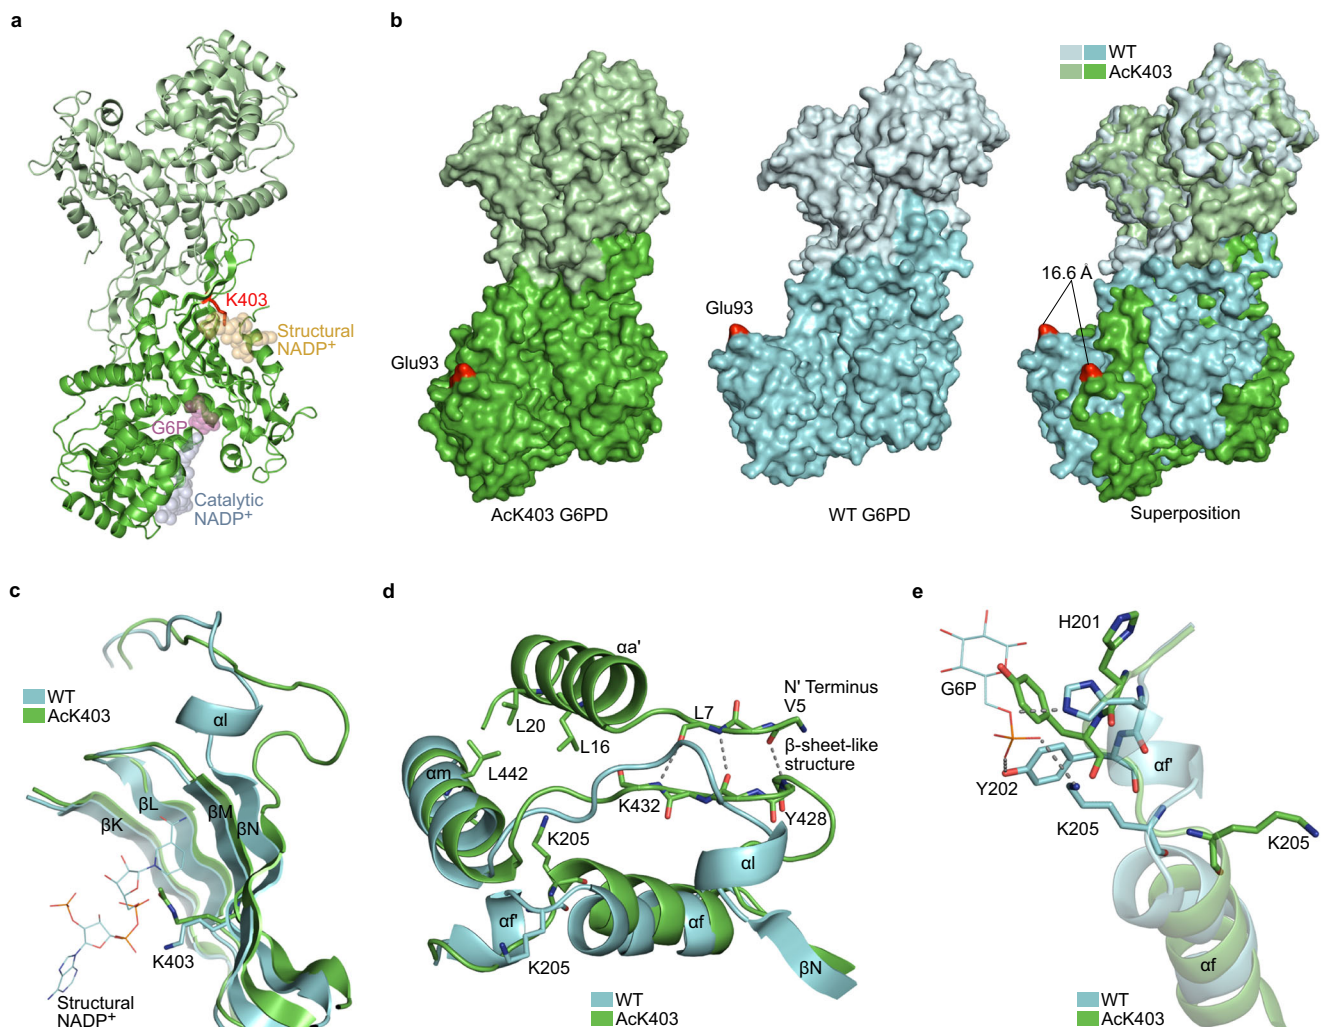 a
K403
Structural
NADP⁺
G6P
Catalytic
NADP⁺
b
WT
AcK403
16.6 Å
Glu93
Glu93
AcK403 G6PD
WT G6PD
Superposition
c
WT
AcK403
αl
βK
βL
βM
βN
K403
Structural
NADP⁺
d
αa'
N' Terminus
V5
L7
L20
L16
β-sheet-like
structure
L442
αm
K432
Y428
K205
αl
αf'
αf
K205
βN
WT
AcK403
e
H201
G6P
αf'
Y202
K205
K205
αf
WT
AcK403